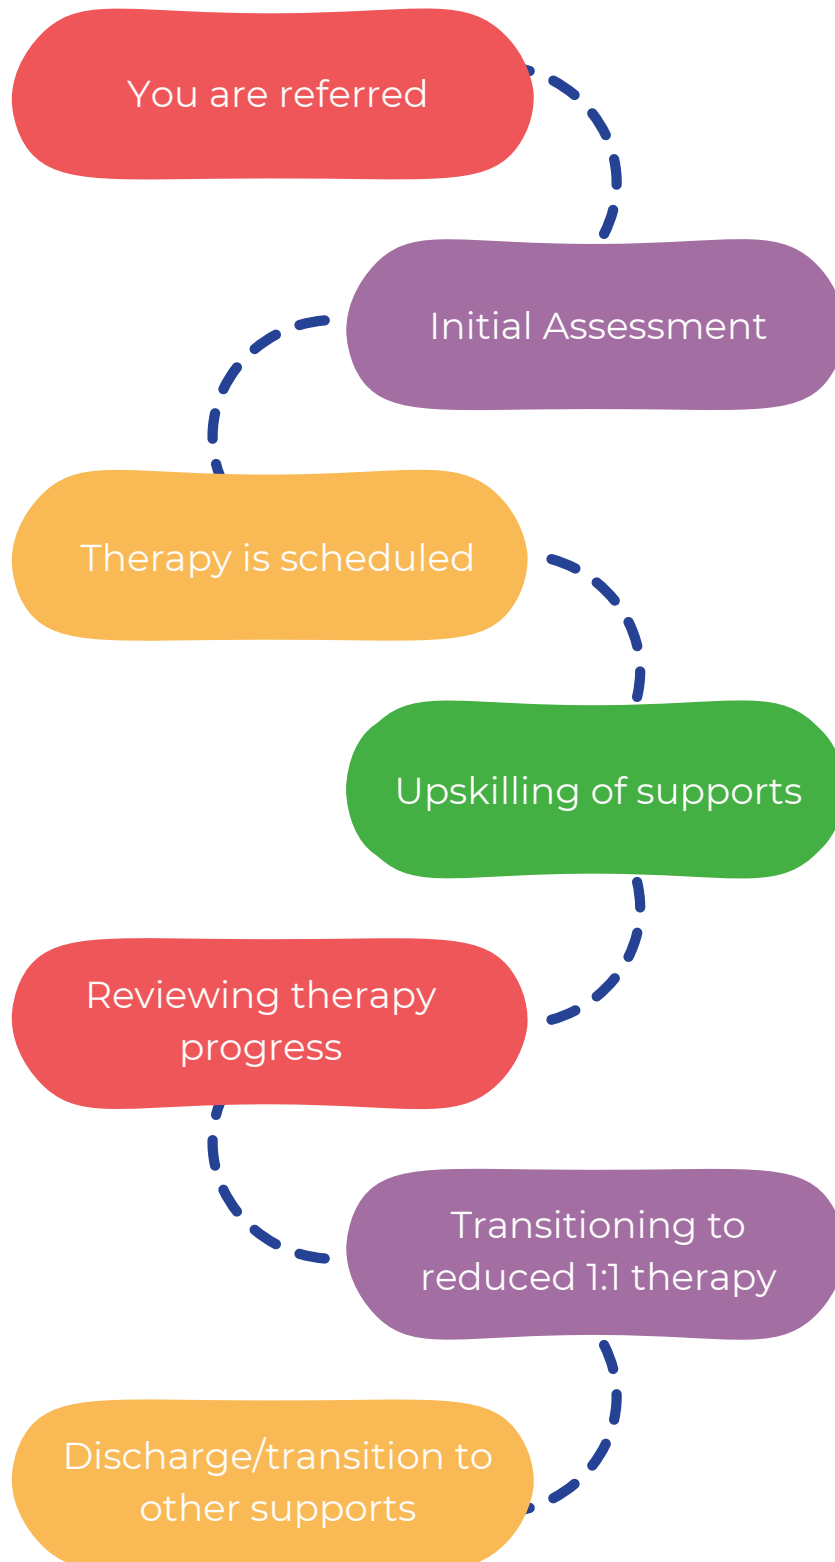 You are referred
Initial Assessment
Therapy is scheduled
Upskilling of supports
Reviewing therapy
progress
Transitioning to
reduced 1:1 therapy
Discharge/transition to
other supports